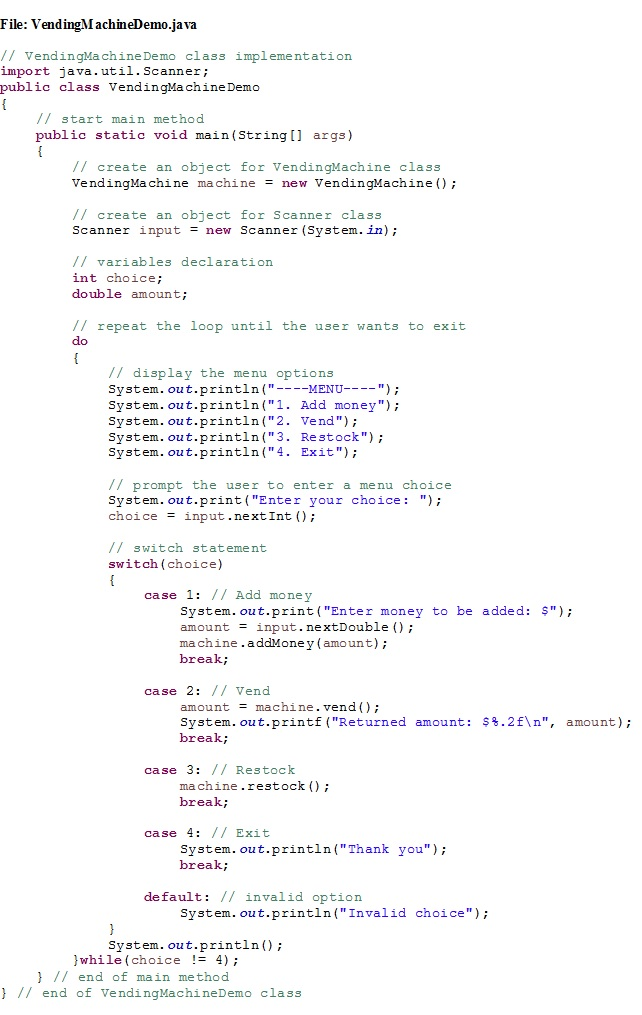 File: VendingMachineDemo.java
// VendingMachineDemo class implementation
import java.util.Scanner;
public class VendingMachineDemo
{
// start main method
public static void main(String[] args)
{
// create an object for VendingMachine class
VendingMachine machine = new VendingMachine();
// create an object for Scanner class
Scanner input = new Scanner(System.in);
// variables declaration
int choice;
double amount;
// repeat the loop until the user wants to exit
do
{
// display the menu options
System.out.println("----MENU----");
System.out.println("1. Add money");
System.out.println("2. Vend");
System.out.println("3. Restock");
System.out.println("4. Exit");
// prompt the user to enter a menu choice
System.out.print("Enter your choice: ");
choice = input.nextInt();
// switch statement
switch(choice)
{
case 1: // Add money
System.out.print("Enter money to be added: $");
amount = input.nextDouble();
machine.addMoney(amount);
break;
case 2: // Vend
amount = machine.vend();
System.out.printf("Returned amount: $%.2f\n", amount);
break;
case 3: // Restock
machine.restock();
break;
case 4: // Exit
System.out.println("Thank you");
break;
default: // invalid option
System.out.println("Invalid choice");
}
System.out.println();
}while(choice != 4);
} // end of main method
} // end of VendingMachineDemo class